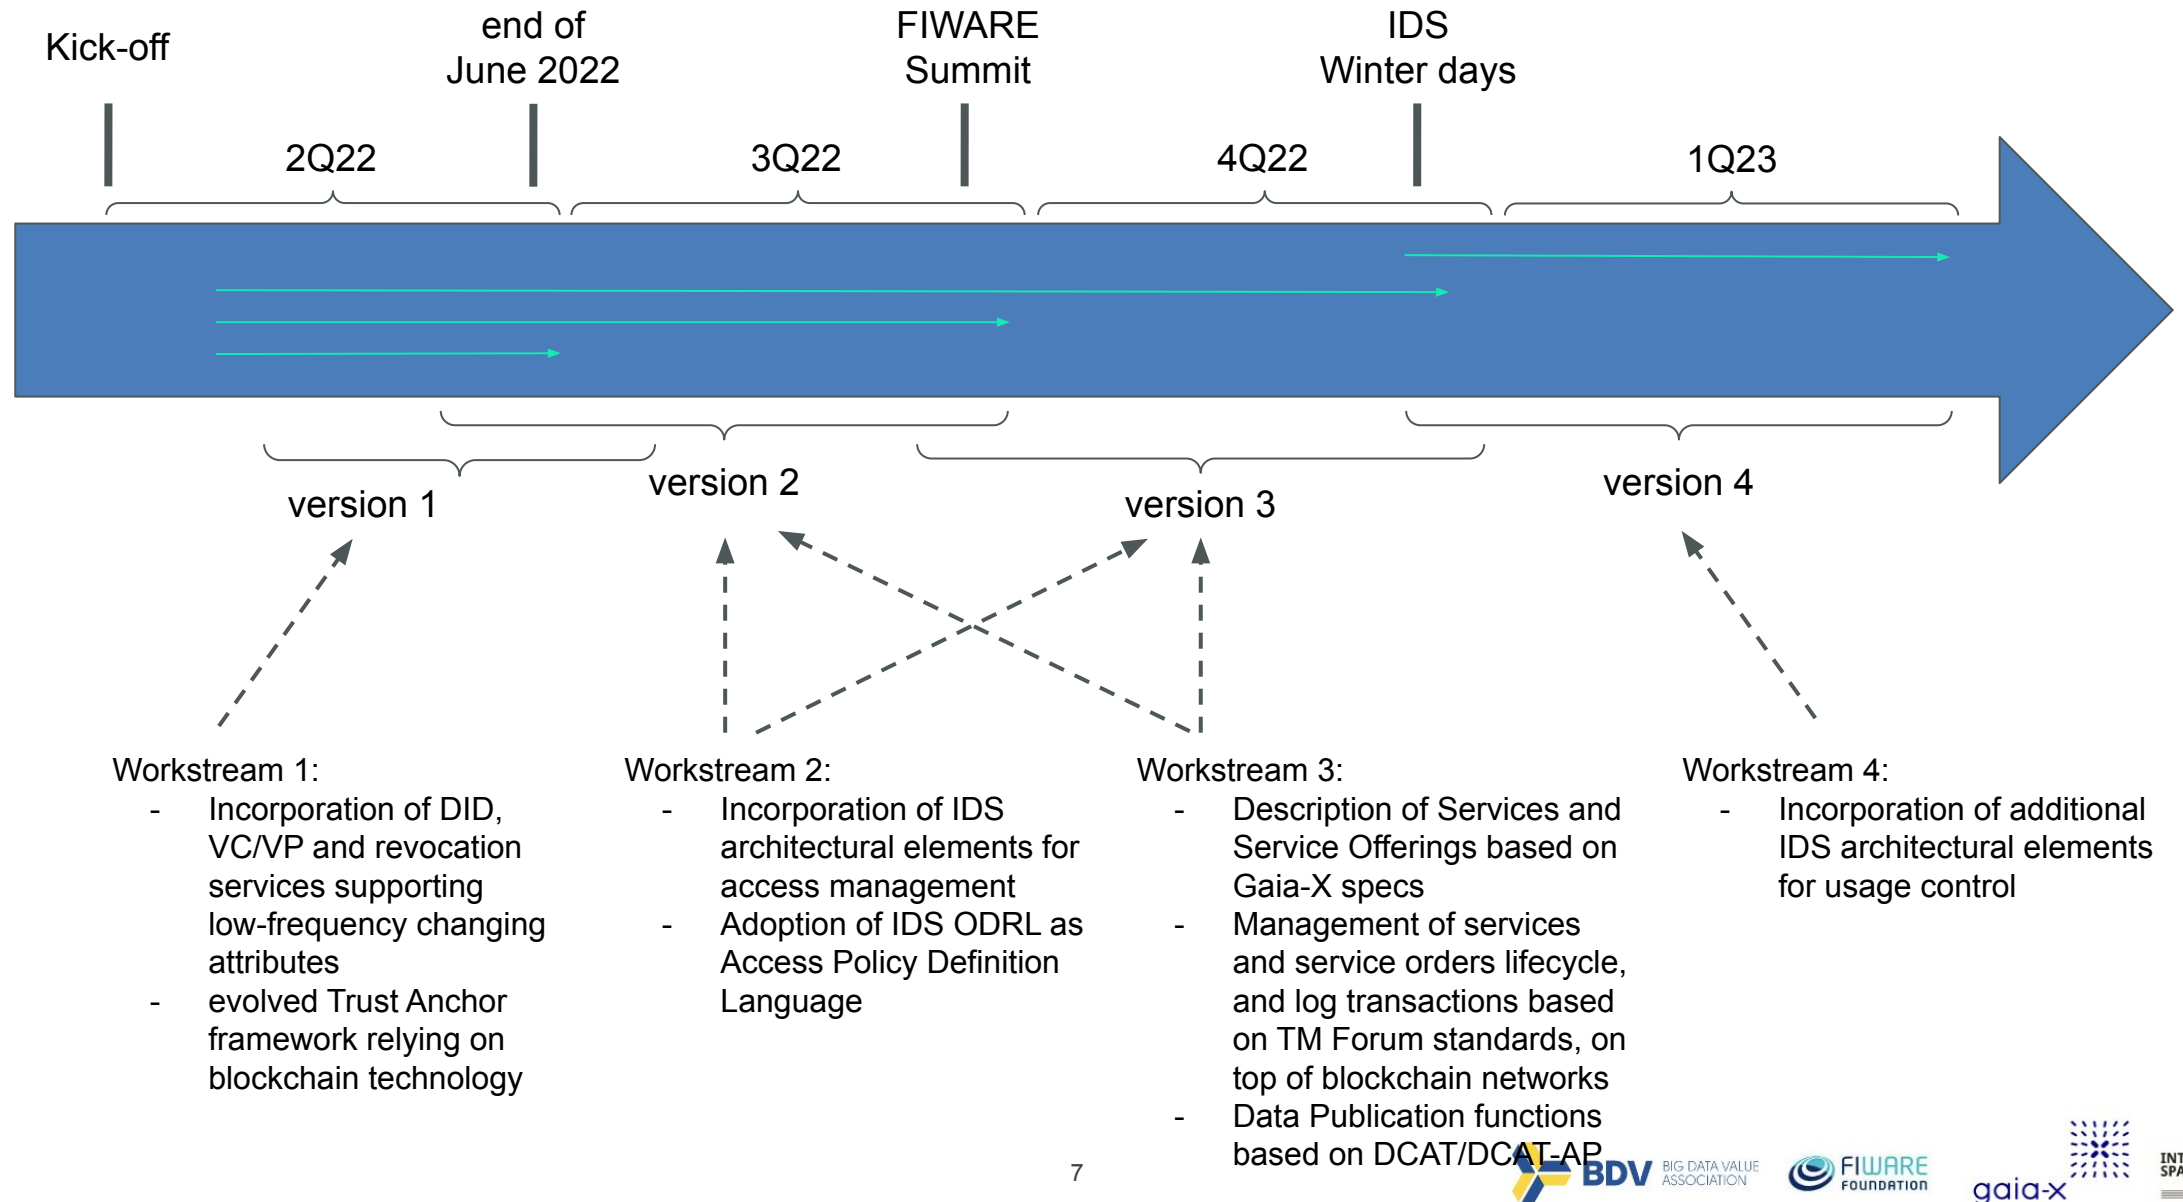 Kick-off
end of
June 2022
FIWARE
Summit
IDS
Winter days
2Q22
3Q22
4Q22
1Q23
version 1
version 2
version 3
version 4
Workstream 1:
- Incorporation of DID,
VC/VP and revocation
services supporting
low-frequency changing
attributes
- evolved Trust Anchor
framework relying on
blockchain technology
Workstream 2:
- Incorporation of IDS
architectural elements for
access management
- Adoption of IDS ODRL as
Access Policy Definition
Language
Workstream 3:
- Description of Services and
Service Offerings based on
Gaia-X specs
- Management of services
and service orders lifecycle,
and log transactions based
on TM Forum standards, on
top of blockchain networks
- Data Publication functions
based on DCAT/DCAT-AP
Workstream 4:
- Incorporation of additional
IDS architectural elements
for usage control
7
BDV
BIG DATA VALUE
ASSOCIATION
FIWARE
FOUNDATION
gaia-x
INT
SPA